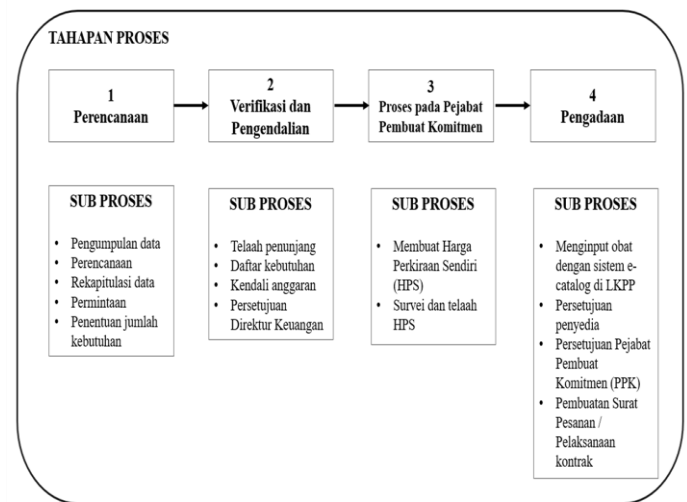 TAHAPAN PROSES
1
Perencanaan
2
Verifikasi dan
Pengendalian
3
Proses pada Pejabat
Pembuat Komitmen
4
Pengadaan
SUB PROSES
• Pengumpulan data
• Perencanaan
• Rekapitulasi data
• Permintaan
• Penentuan jumlah
kebutuhan
SUB PROSES
• Telaah penunjang
• Daftar kebutuhan
• Kendali anggaran
• Persetujuan
Direktur Keuangan
SUB PROSES
• Membuat Harga
Perkiraan Sendiri
(HPS)
• Survei dan telaah
HPS
SUB PROSES
• Menginput obat
dengan sistem e-
catalog di LKPP
• Persetujuan
penyedia
• Persetujuan Pejabat
Pembuat
Komitmen (PPK)
• Pembuatan Surat
Pesanan /
Pelaksanaan
kontrak